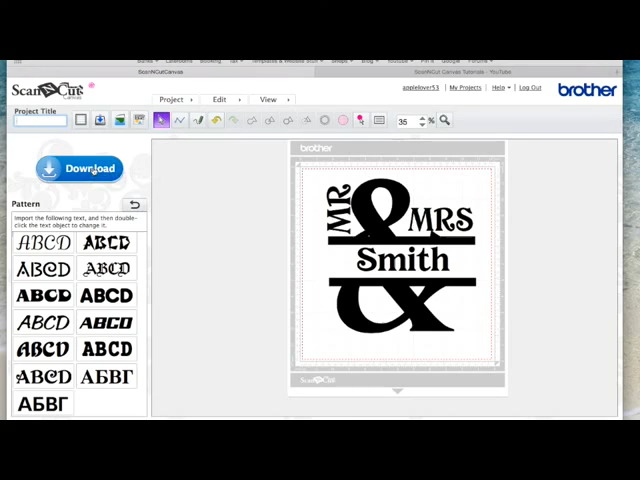 ScanNCutCanvas
ScanNCut Canvas Tutorials - YouTube
ScanNCut
Canvas
applelover53
My Projects
Help
Log Out
brother
Project
Edit
View
Project Title
35
%
Download
Pattern
Import the following text, and then double-
click the text object to change it.
ABCD ABCD
ABCD ABCD
ABCD ABCD
ABCD ABCD
ABCD ABCD
ABCD АБВГ
АБВГ
brother
MR & MRS
Smith
ScanNCut